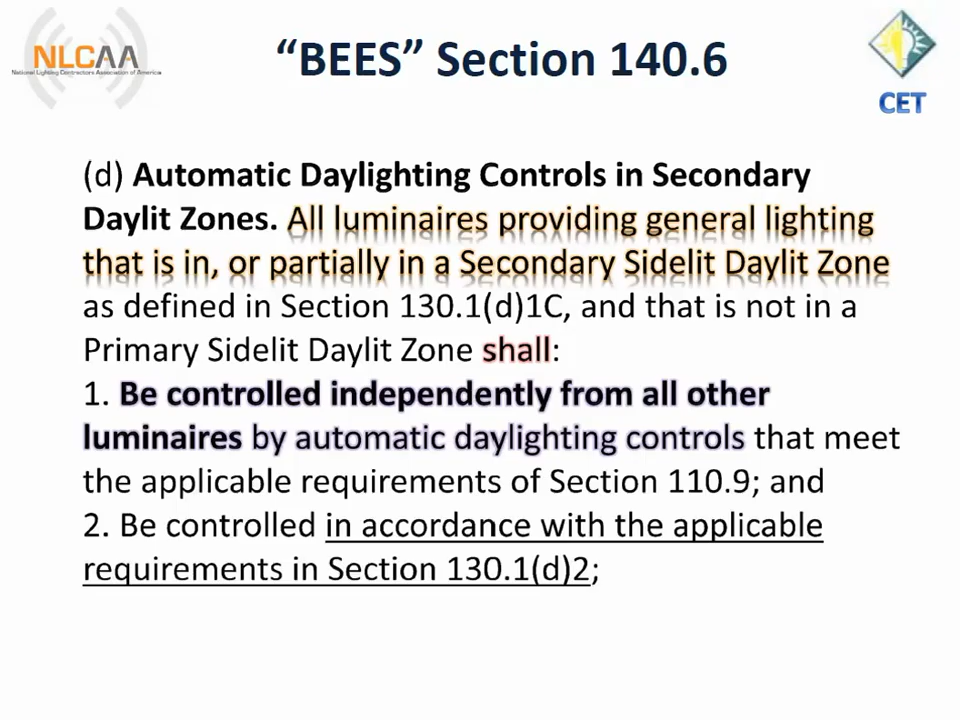 NLCAA
National Lighting Contractors Association of America
“BEES” Section 140.6
CET
(d) Automatic Daylighting Controls in Secondary
Daylit Zones. All luminaires providing general lighting
that is in, or partially in a Secondary Sidelit Daylit Zone
as defined in Section 130.1(d)1C, and that is not in a
Primary Sidelit Daylit Zone shall:
1. Be controlled independently from all other
luminaires by automatic daylighting controls that meet
the applicable requirements of Section 110.9; and
2. Be controlled in accordance with the applicable
requirements in Section 130.1(d)2;